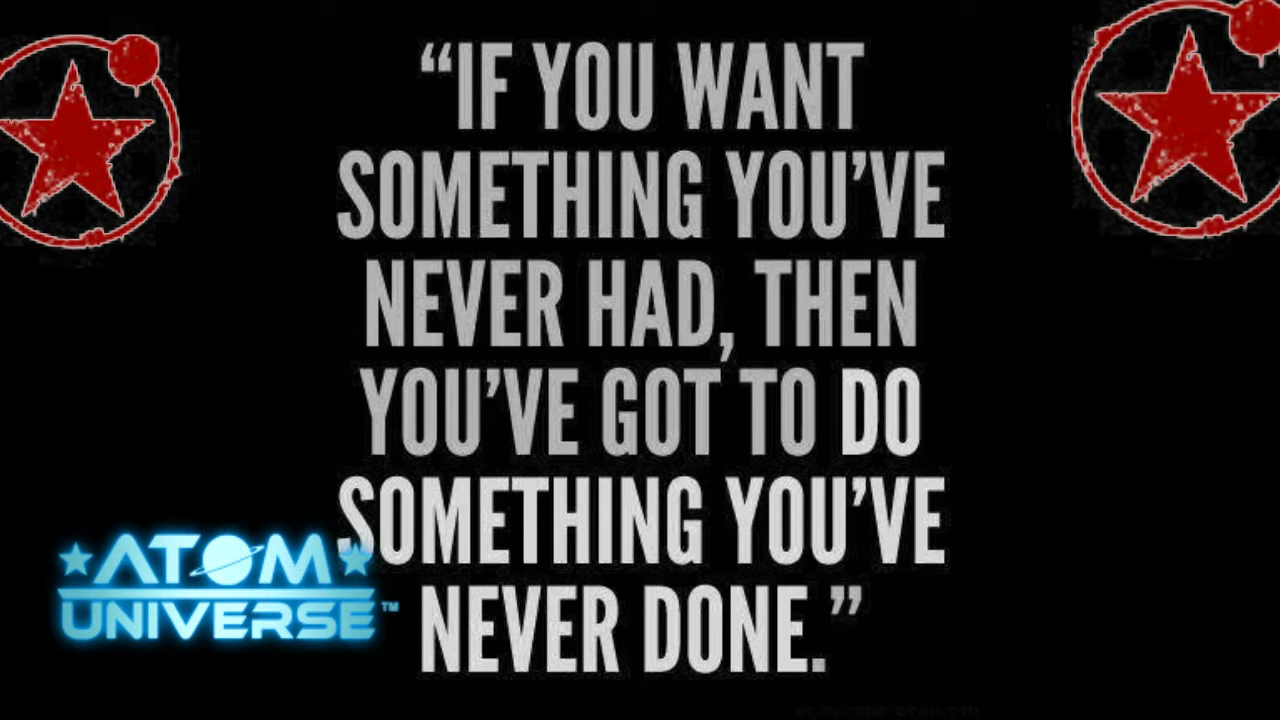 “IF YOU WANT
SOMETHING YOU’VE
NEVER HAD, THEN
YOU’VE GOT TO DO
SOMETHING YOU’VE
NEVER DONE.”
ATOM
UNIVERSE™